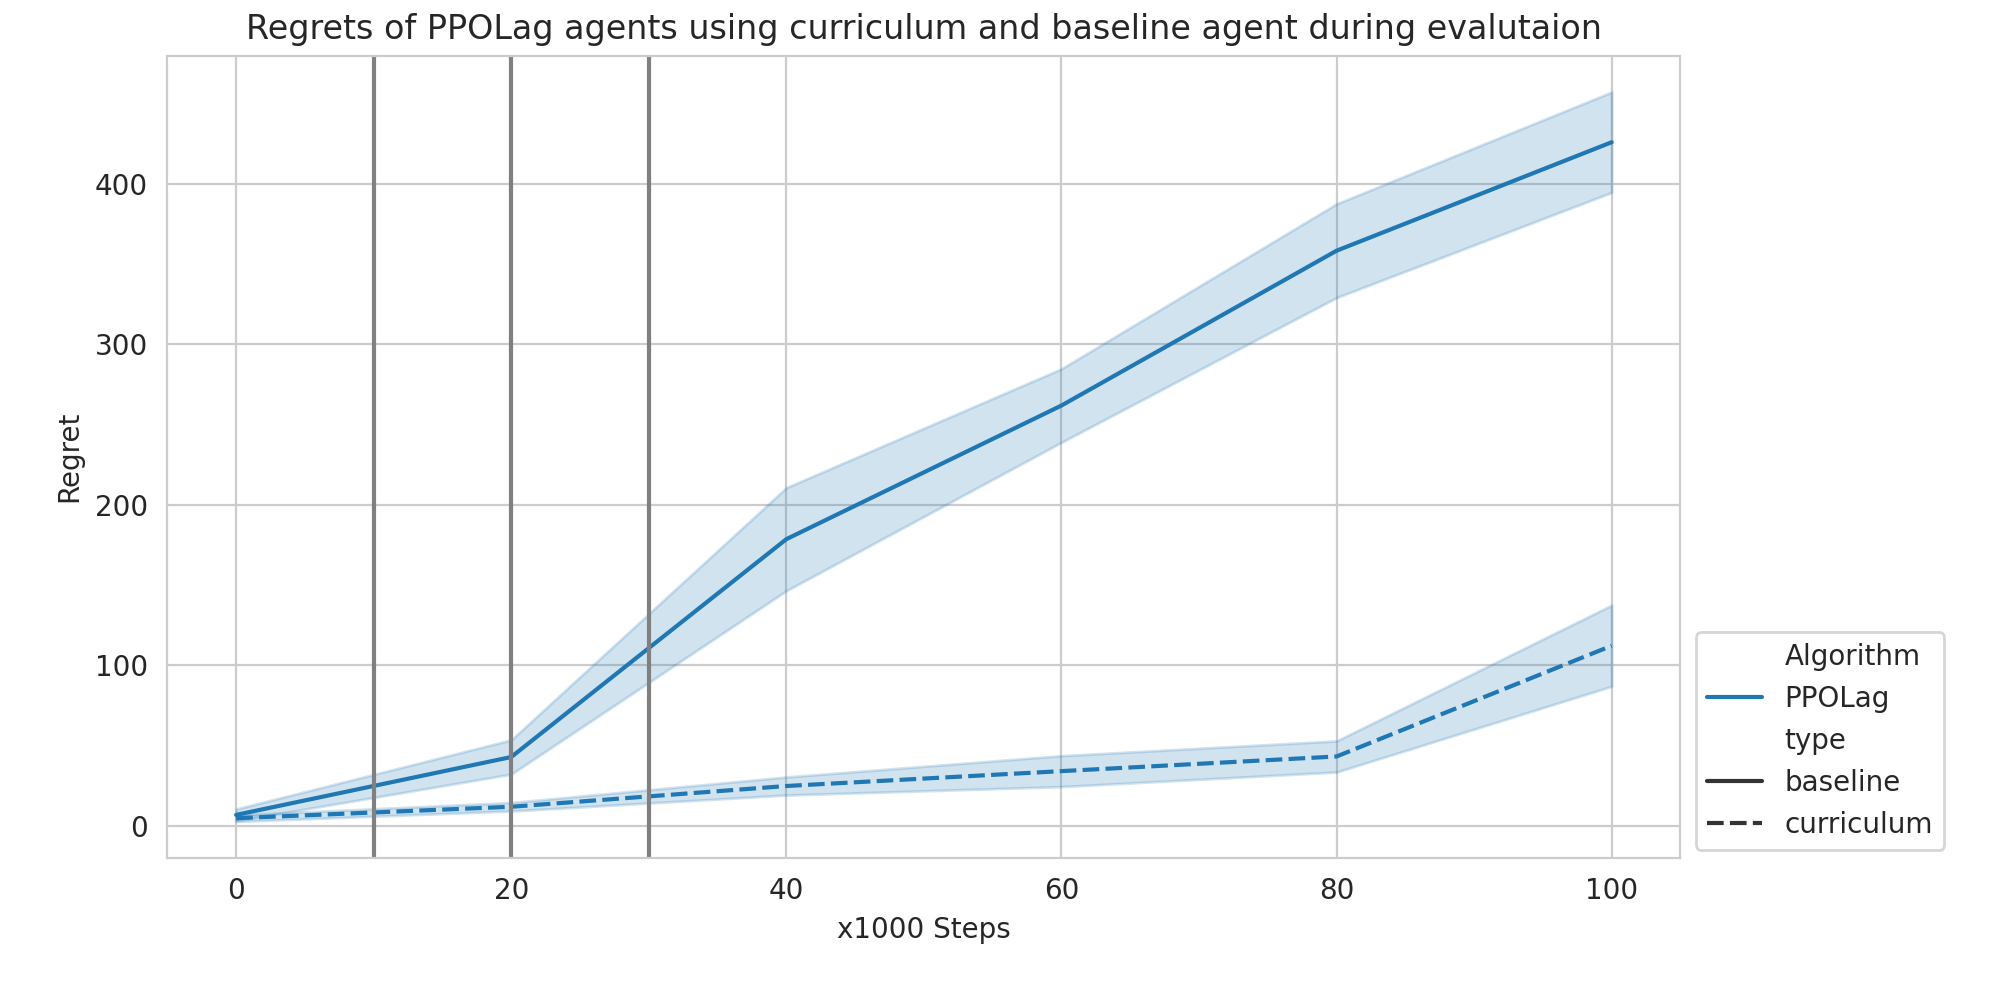 Regrets of PPOLag agents using curriculum and baseline agent during evalutaion
Regret
400
300
200
100
0
0 20 40 60 80 100
x1000 Steps
Algorithm
PPOLag
type
baseline
curriculum